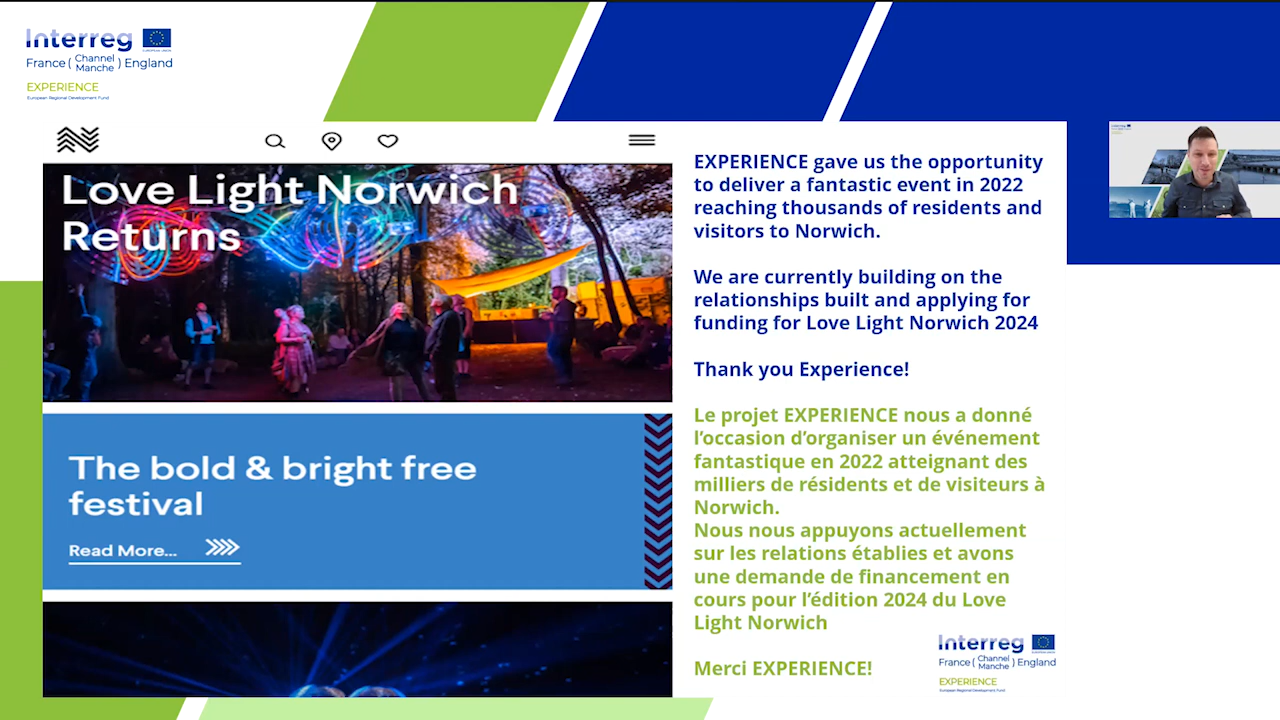 Interreg
EUROPEAN UNION
France ( Channel Manche ) England
EXPERIENCE
European Regional Development Fund
Love Light Norwich
Returns
The bold & bright free
festival
Read More...
EXPERIENCE gave us the opportunity
to deliver a fantastic event in 2022
reaching thousands of residents and
visitors to Norwich.
We are currently building on the
relationships built and applying for
funding for Love Light Norwich 2024
Thank you Experience!
Le projet EXPERIENCE nous a donné
l’occasion d’organiser un événement
fantastique en 2022 atteignant des
milliers de résidents et de visiteurs à
Norwich.
Nous nous appuyons actuellement
sur les relations établies et avons
une demande de financement en
cours pour l’édition 2024 du Love
Light Norwich
Merci EXPERIENCE!
Interreg
France ( Channel Manche ) England
EXPERIENCE
European Regional Development Fund